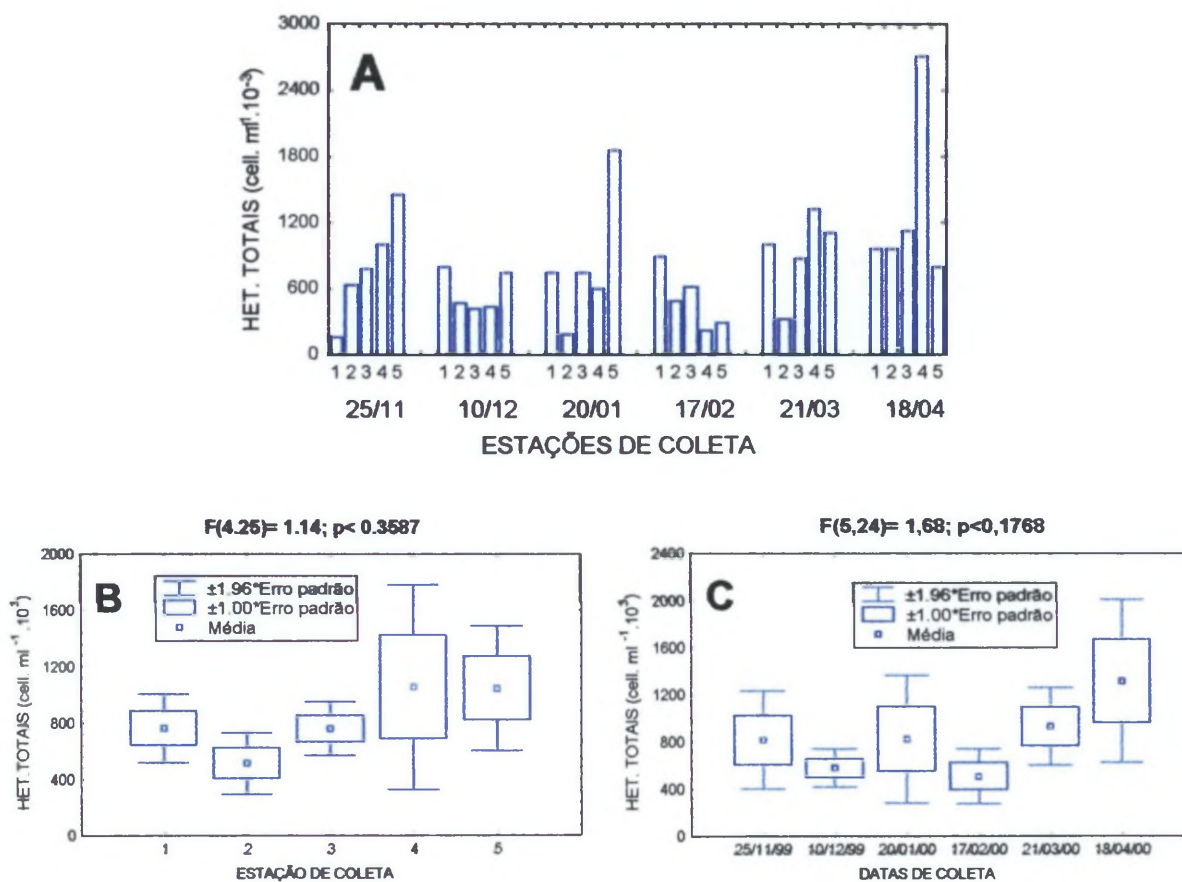 A
HET. TOTAIS (cell. ml¹.10⁻³)
3000
2400
1800
1200
600
0
1 2 3 4 5 1 2 3 4 5 1 2 3 4 5 1 2 3 4 5 1 2 3 4 5 1 2 3 4 5
25/11 10/12 20/01 17/02 21/03 18/04
ESTAÇÕES DE COLETA
F(4.25)= 1.14; p< 0.3587
B
HET. TOTAIS (cell. ml⁻¹.10⁻³)
2000
1600
1200
800
400
0
±1.96*Erro padrão
±1.00*Erro padrão
Média
1 2 3 4 5
ESTAÇÃO DE COLETA
F(5,24)= 1,68; p<0,1768
C
HET. TOTAIS (cell. ml ⁻¹.10³)
2400
2000
1600
1200
800
400
0
±1.96*Erro padrão
±1.00*Erro padrão
Média
25/11/99 10/12/99 20/01/00 17/02/00 21/03/00 18/04/00
DATAS DE COLETA